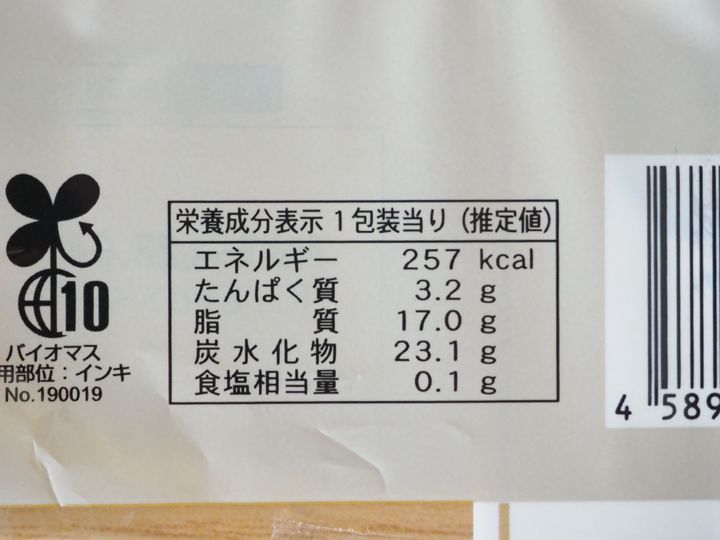 栄養成分表示 1包装当り (推定値)
エネルギー 257 kcal
たんぱく質 3.2 g
脂質 17.0 g
炭水化物 23.1 g
食塩相当量 0.1 g
10
バイオマス
用部位：インキ
No.190019
4 589